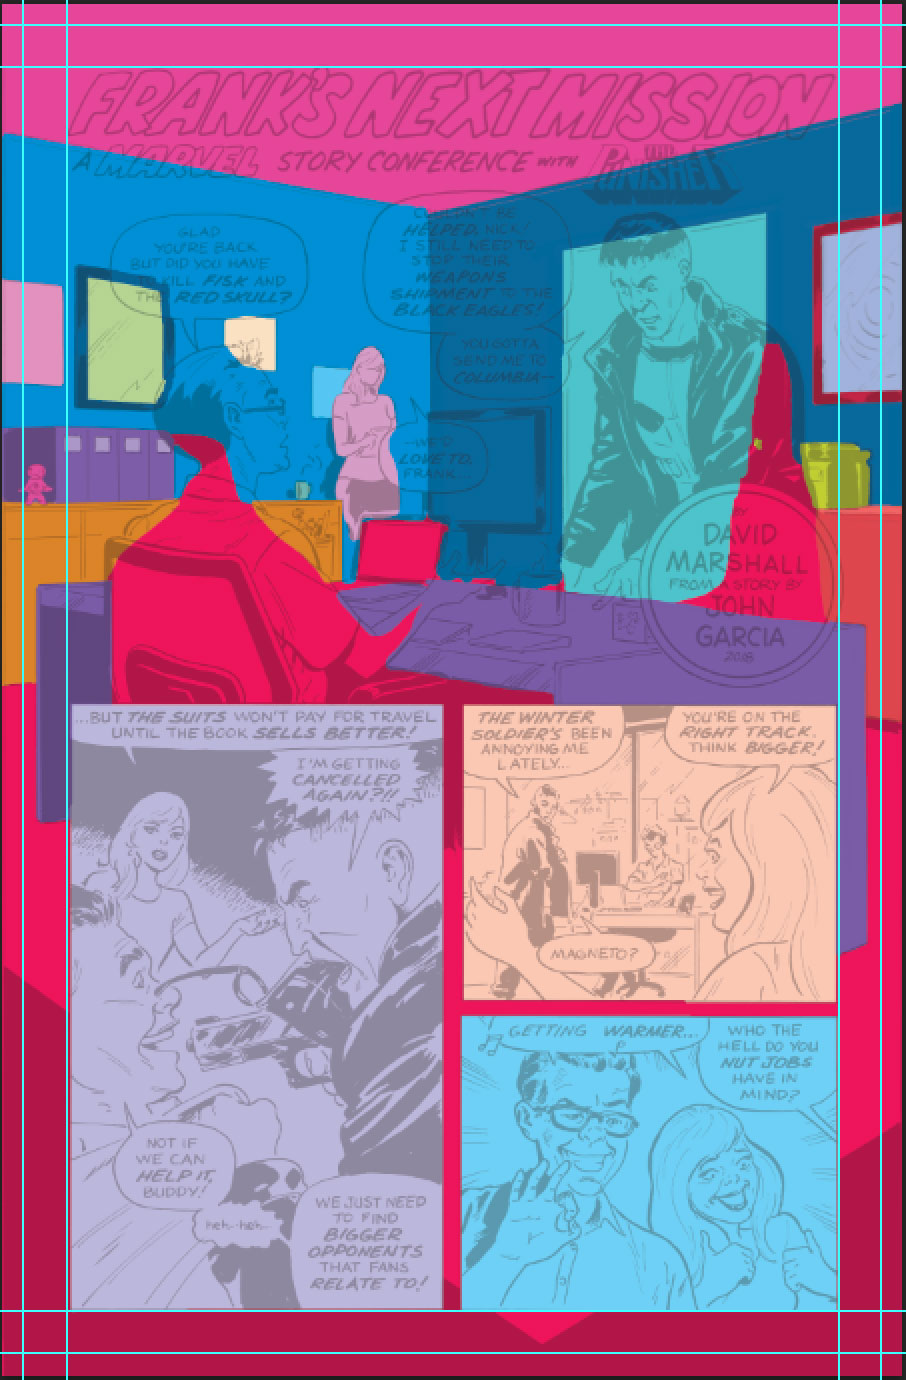 FRANK'S NEXT MISSION
A MARVEL STORY CONFERENCE WITH THE PUNISHER
GLAD
YOU'RE BACK
BUT DID YOU HAVE
TO KILL FISK AND
THE RED SKULL?
COULDN'T BE
HELPED, NICK!
I STILL NEED TO
STOP THEIR
WEAPONS
SHIPMENT TO THE
BLACK EAGLES!
YOU GOTTA
SEND ME TO
COLUMBIA--
WE'D
LOVE TO,
FRANK...
BY
DAVID
MARSHALL
FROM A STORY BY
JOHN
GARCIA
2018
...BUT THE SUITS WON'T PAY FOR TRAVEL
UNTIL THE BOOK SELLS BETTER!
I'M GETTING
CANCELLED
AGAIN?!!
NOT IF
WE CAN
HELP IT,
BUDDY!
heh..heh..
WE JUST NEED
TO FIND
BIGGER
OPPONENTS
THAT FANS
RELATE TO!
THE WINTER
SOLDIER'S BEEN
ANNOYING ME
LATELY...
YOU'RE ON THE
RIGHT TRACK.
THINK BIGGER!
MAGNETO?
GETTING WARMER...
WHO THE
HELL DO YOU
NUT JOBS
HAVE IN
MIND?